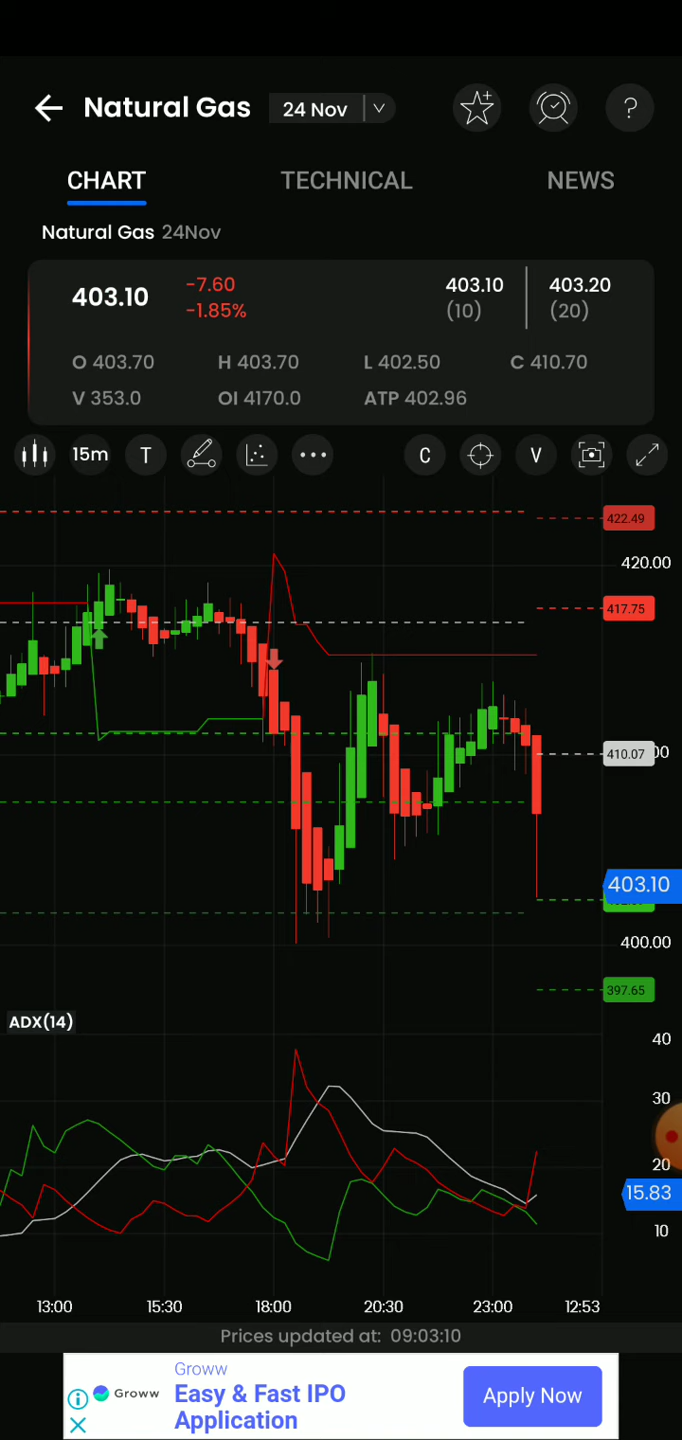 Natural Gas 24 Nov ?
CHART TECHNICAL NEWS
Natural Gas 24Nov
403.10 -7.60 403.10 403.20
-1.85% (10) (20)
O 403.70 H 403.70 L 402.50 C 410.70
V 353.0 OI 4170.0 ATP 402.96
15m T C V
422.49
420.00
417.75
410.07
403.10
400.00
397.65
ADX(14)
40
30
20
15.83
10
13:00 15:30 18:00 20:30 23:00 12:53
Prices updated at: 09:03:10
Groww
Groww
Easy & Fast IPO
Application
Apply Now